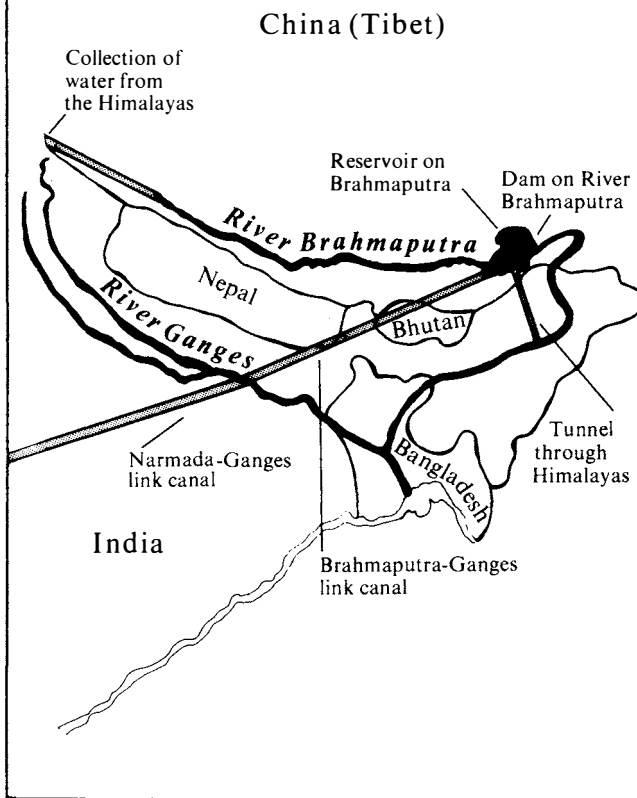 China (Tibet)
Collection of
water from
the Himalayas
Reservoir on
Brahmaputra
Dam on River
Brahmaputra
River Brahmaputra
Nepal
Bhutan
River Ganges
Tunnel
through
Himalayas
Narmada-Ganges
link canal
Bangladesh
India
Brahmaputra-Ganges
link canal